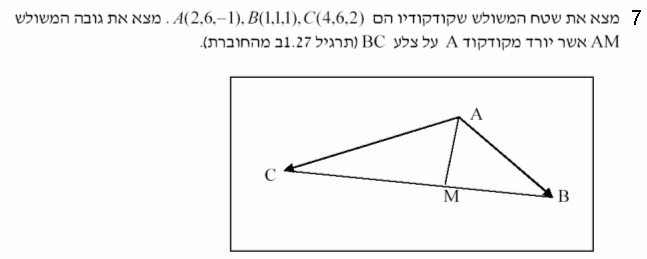 7 מצא את שטח המשולש שקודקודיו הם A(2,6,−1), B(1,1,1), C(4,6,2) . מצא את גובה המשולש
AM אשר יורד מקודקוד A על צלע BC (תרגיל 1.27ב מהחוברת).
A
C
M
B